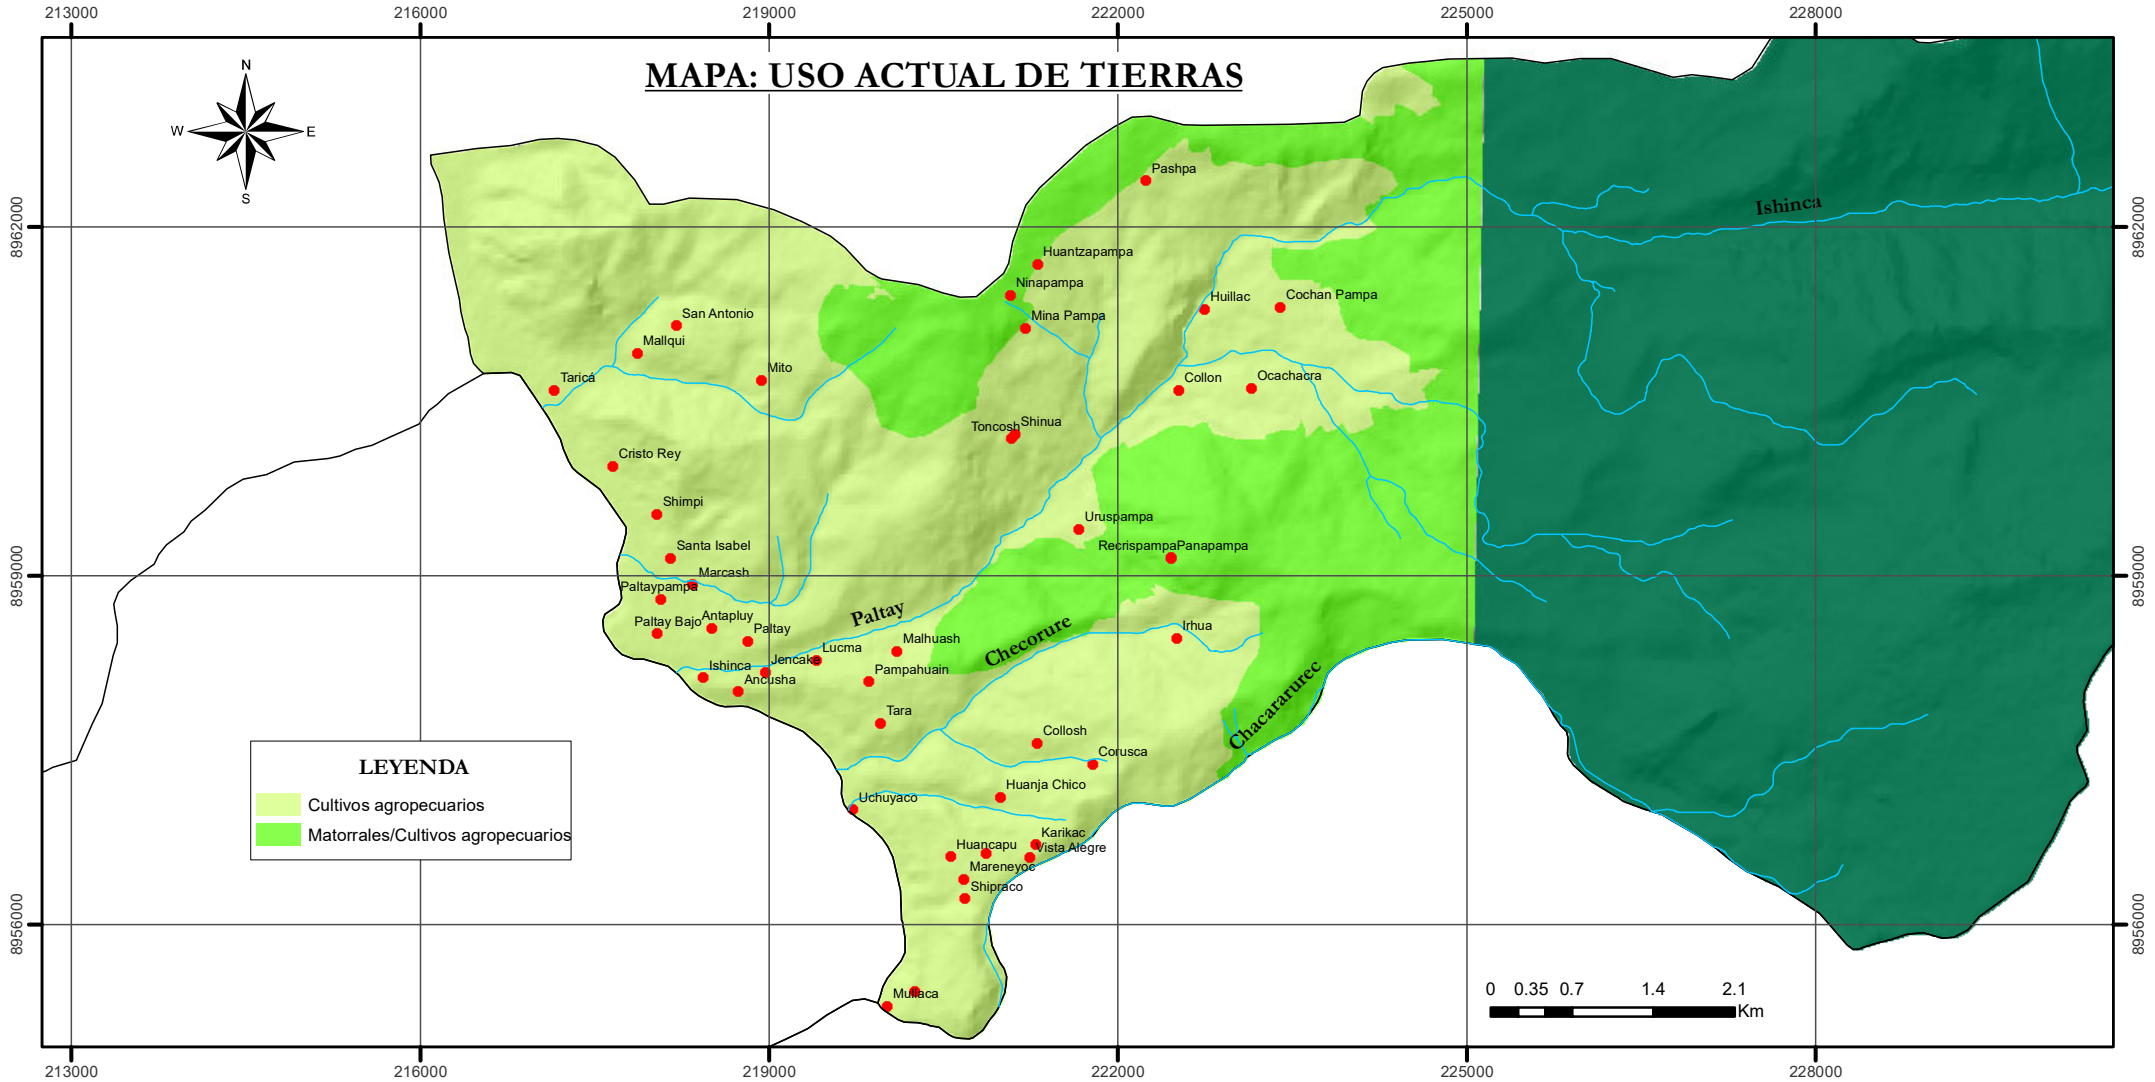 213000 216000 219000 222000 225000 228000
MAPA: USO ACTUAL DE TIERRAS
N
W E
S
Pashpa
Ishinca
8962000 8962000
Huantzapampa
Ninapampa
Huillac
Cochan Pampa
San Antonio
Mina Pampa
Mallqui
Mito
Taricá
Collon
Ocachacra
Toncosh
Shinua
Cristo Rey
Shimpi
Uruspampa
Santa Isabel
RecrispampaPanapampa
Marcash
8959000 8959000
Paltaypampa
Paltay
Antapluy
Paltay Bajo
Paltay
Checorure
Irhua
Malhuash
Lucma
Jencake
Ishinca
Pampahuain
Ancusha
Chacararurec
Tara
Collosh
Corusca
LEYENDA
Cultivos agropecuarios
Matorrales/Cultivos agropecuarios
Huanja Chico
Uchuyaco
Karikac
Huancapu
Vista Alegre
Mareneyoc
Shipraco
8956000 8956000
Mullaca
0 0.35 0.7 1.4 2.1
Km
213000 216000 219000 222000 225000 228000